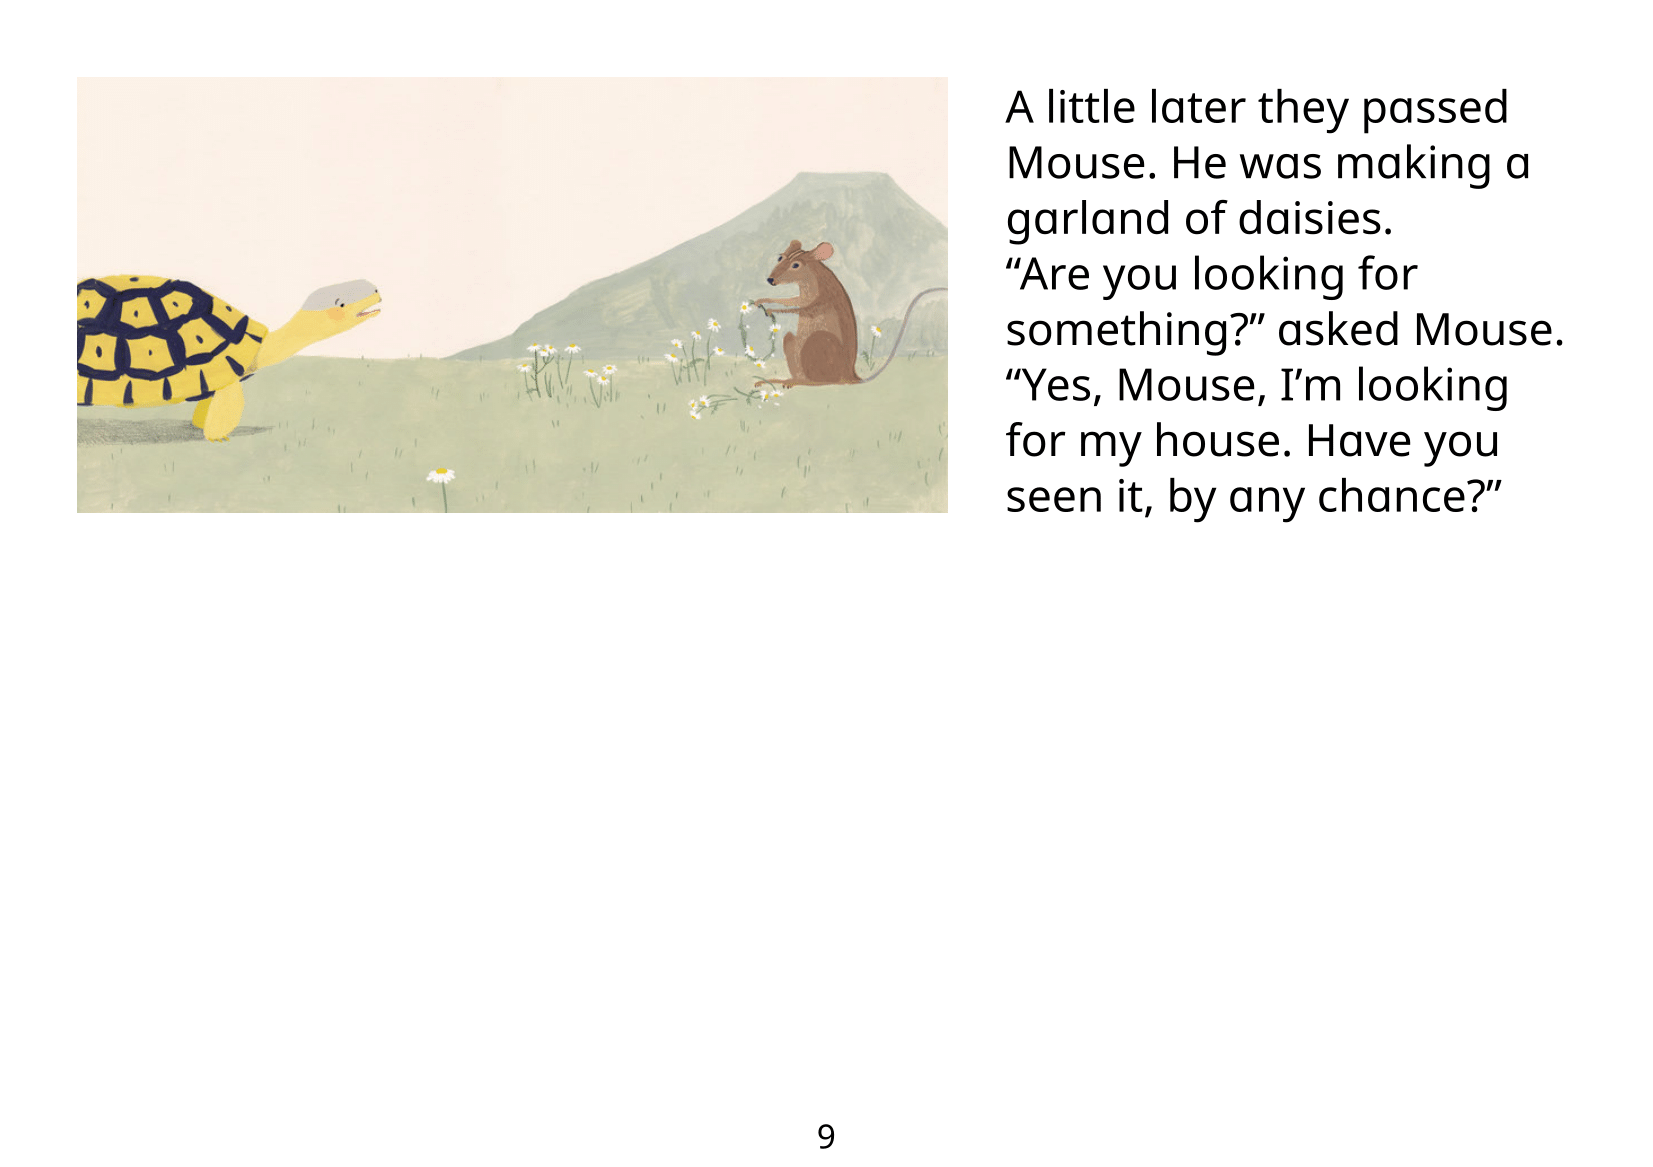 A little later they passed
Mouse. He was making a
garland of daisies.
“Are you looking for
something?” asked Mouse.
“Yes, Mouse, I’m looking
for my house. Have you
seen it, by any chance?”
9